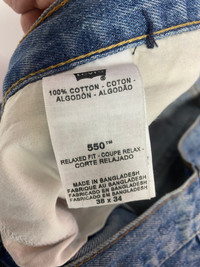 100% COTTON - COTON -
ALGODÓN - ALGODÃO
550™
RELAXED FIT - COUPE RELAX -
CORTE RELAJADO
MADE IN BANGLADESH
FABRIQUE AU BANGLADESH
FABRICADO EN BANGLADESH
38 x 34